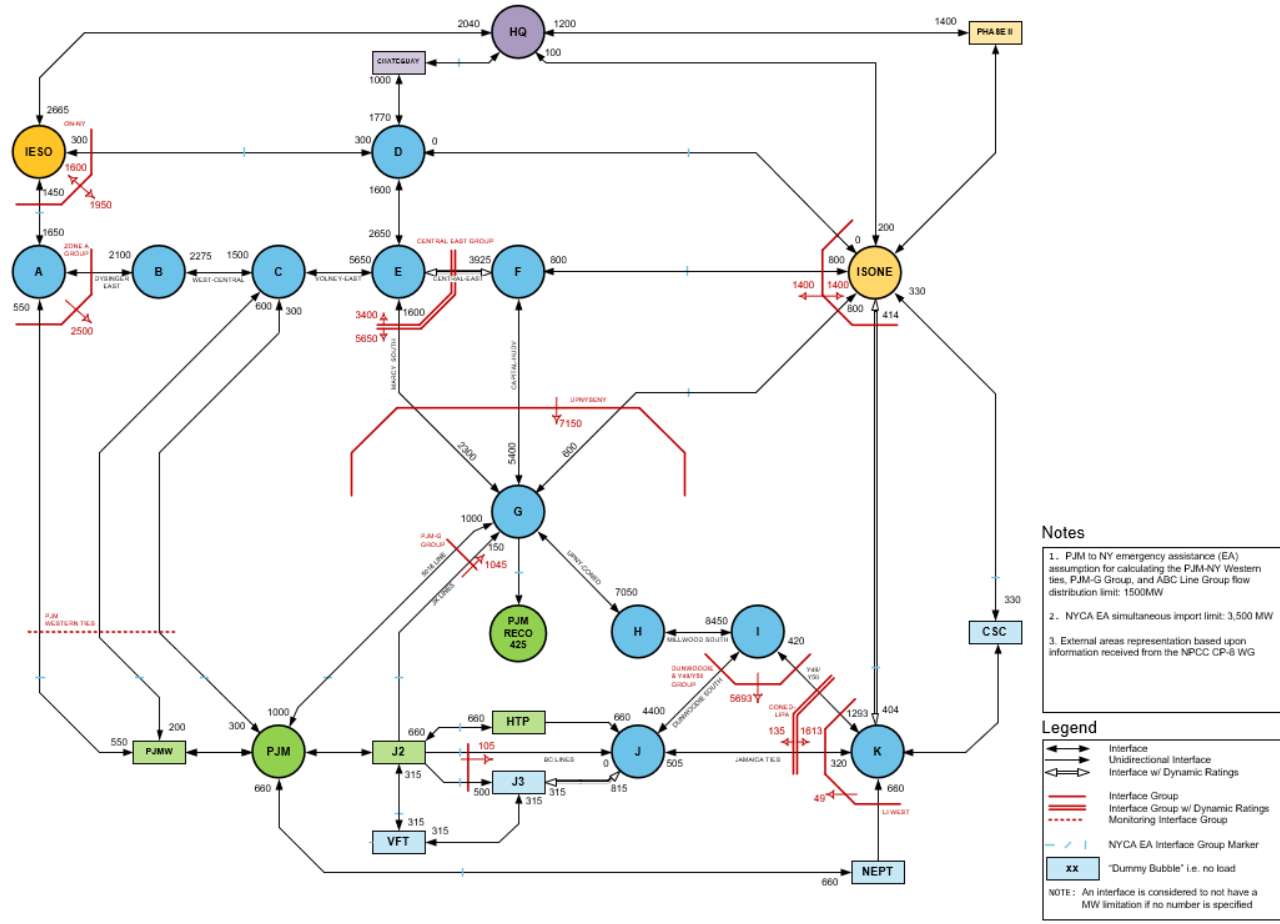 2040
HQ
1200
1400
PHASE II
100
CHATEGUAY
1000
2665
ON-NY
1770
IESO
300
300
D
0
1600
1450
1950
1600
1650
ZONE A
GROUP
2650
CENTRAL EAST GROUP
200
0
A
2100
B
2275
1500
C
5650
E
3925
F
800
800
ISONE
DYSINGER
EAST
WEST-CENTRAL
VOLNEY-EAST
CENTRAL-EAST
550
2500
600
300
1600
3400
5650
1400
1400
800
414
330
MARCY SOUTH
CAPITAL-HUDV
UPNYSENY
7150
2300
5400
600
G
1000
PJM-G
GROUP
150
1045
5018 LINE
JK LINES
UPNY-CONED
PJM
WESTERN TIES
PJM
RECO
425
7050
H
8450
I
MILLWOOD SOUTH
420
330
CSC
DUNWOODIE
& Y49/Y50
GROUP
5693
Y49/
Y50
DUNWOODIE SOUTH
CONED-
LIPA
1000
300
200
550
PJMW
PJM
660
J2
660
660
HTP
660
4400
J
505
135
1613
1293
404
K
JAMAICA TIES
320
660
105
BC LINES
0
315
500
J3
315
815
315
49
LI WEST
315
VFT
315
660
NEPT
Notes
1. PJM to NY emergency assistance (EA)
assumption for calculating the PJM-NY Western
ties, PJM-G Group, and ABC Line Group flow
distribution limit: 1500MW
2. NYCA EA simultaneous import limit: 3,500 MW
3. External areas representation based upon
information received from the NPCC CP-8 WG
Legend
Interface
Unidirectional Interface
Interface w/ Dynamic Ratings
Interface Group
Interface Group w/ Dynamic Ratings
Monitoring Interface Group
NYCA EA Interface Group Marker
XX
"Dummy Bubble" i.e. no load
NOTE: An interface is considered to not have a
MW limitation if no number is specified